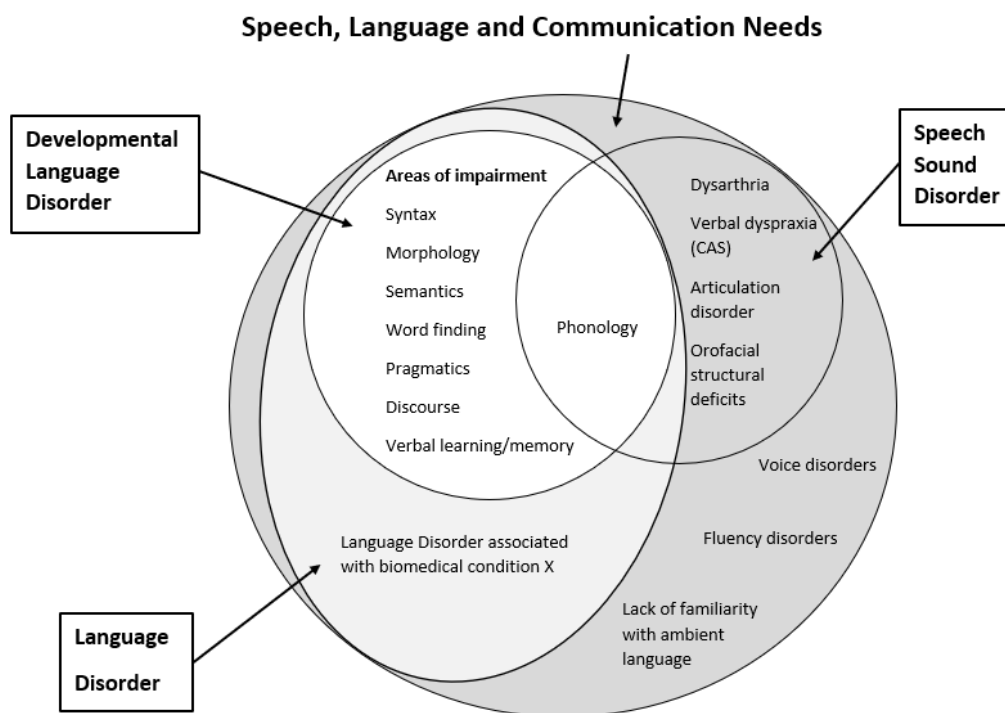 Speech, Language and Communication Needs
Developmental
Language
Disorder
Speech
Sound
Disorder
Areas of impairment
Syntax
Morphology
Semantics
Word finding
Pragmatics
Discourse
Verbal learning/memory
Phonology
Dysarthria
Verbal dyspraxia
(CAS)
Articulation
disorder
Orofacial
structural
deficits
Voice disorders
Fluency disorders
Lack of familiarity
with ambient
language
Language Disorder associated
with biomedical condition X
Language
Disorder